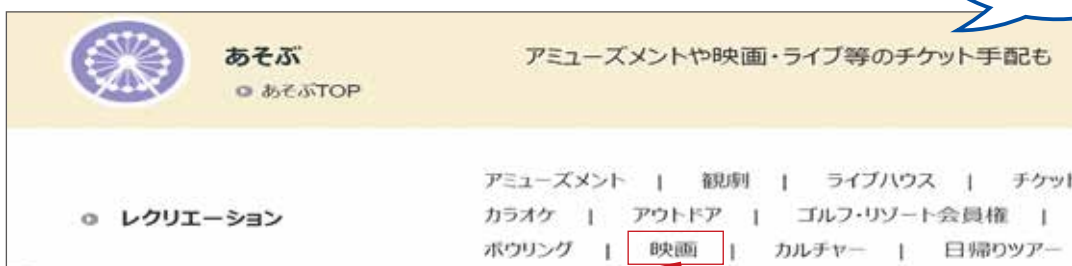 あそぶ
アミューズメントや映画・ライブ等のチケット手配も
あそぶTOP
アミューズメント | 観劇 | ライブハウス | チケット
レクリエーション
カラオケ | アウトドア | ゴルフ・リゾート会員権 |
ボウリング | 映画 | カルチャー | 日帰りツアー